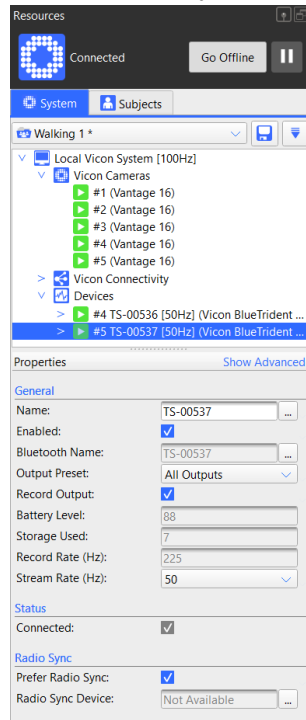 Resources
Connected
Go Offline
System
Subjects
Walking 1 *
Local Vicon System [100Hz]
Vicon Cameras
#1 (Vantage 16)
#2 (Vantage 16)
#3 (Vantage 16)
#4 (Vantage 16)
#5 (Vantage 16)
Vicon Connectivity
Devices
#4 TS-00536 [50Hz] (Vicon BlueTrident ...
#5 TS-00537 [50Hz] (Vicon BlueTrident ...
Properties Show Advanced
General
Name: TS-00537 ...
Enabled:
Bluetooth Name: TS-00537 ...
Output Preset: All Outputs
Record Output:
Battery Level: 88
Storage Used: 7
Record Rate (Hz): 225
Stream Rate (Hz): 50
Status
Connected:
Radio Sync
Prefer Radio Sync:
Radio Sync Device: Not Available ...